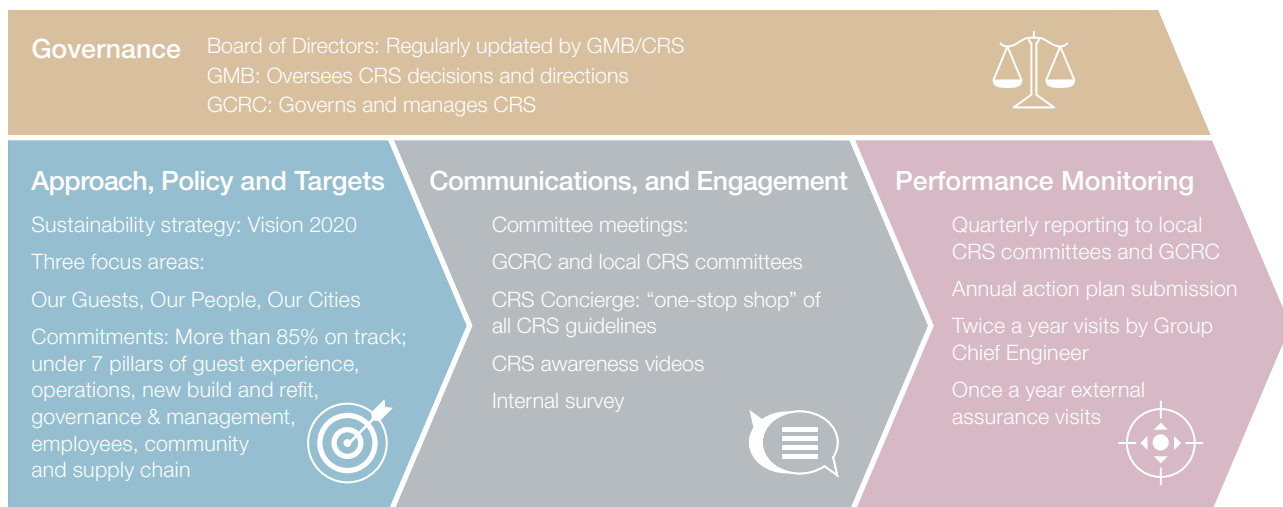 Governance
Board of Directors: Regularly updated by GMB/CRS
GMB: Oversees CRS decisions and directions
GCRC: Governs and manages CRS
Approach, Policy and Targets
Sustainability strategy: Vision 2020
Three focus areas:
Our Guests, Our People, Our Cities
Commitments: More than 85% on track;
under 7 pillars of guest experience,
operations, new build and refit,
governance & management,
employees, community
and supply chain
Communications, and Engagement
Committee meetings:
GCRC and local CRS committees
CRS Concierge: “one-stop shop” of
all CRS guidelines
CRS awareness videos
Internal survey
Performance Monitoring
Quarterly reporting to local
CRS committees and GCRC
Annual action plan submission
Twice a year visits by Group
Chief Engineer
Once a year external
assurance visits